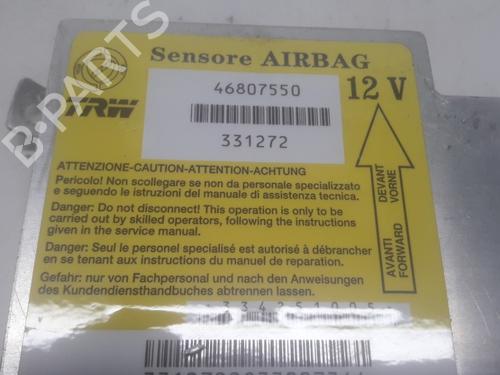 Sensore AIRBAG
46807550
12 V
TRW
331272
B-PARTS
ATTENZIONE-CAUTION-ATTENTION-ACHTUNG
Pericolo! Non scollegare se non da personale specializzato
e seguendo le istruzioni del manuale di assistenza tecnica.
Danger: Do not disconnect! This operation is only to be
carried out by skilled operators, following the instructions
given in the service manual.
Danger: Seul le personel spécialisé est autorisé à débrancher
en se tenant aux instructions du manuel de reparation.
Gefahr: nur von Fachpersonal und nach den Anweisungen
des Kundendiensthandbuches abtrennen lassen.
AVANTI DEVANT
FORWARD VORNE
334251005